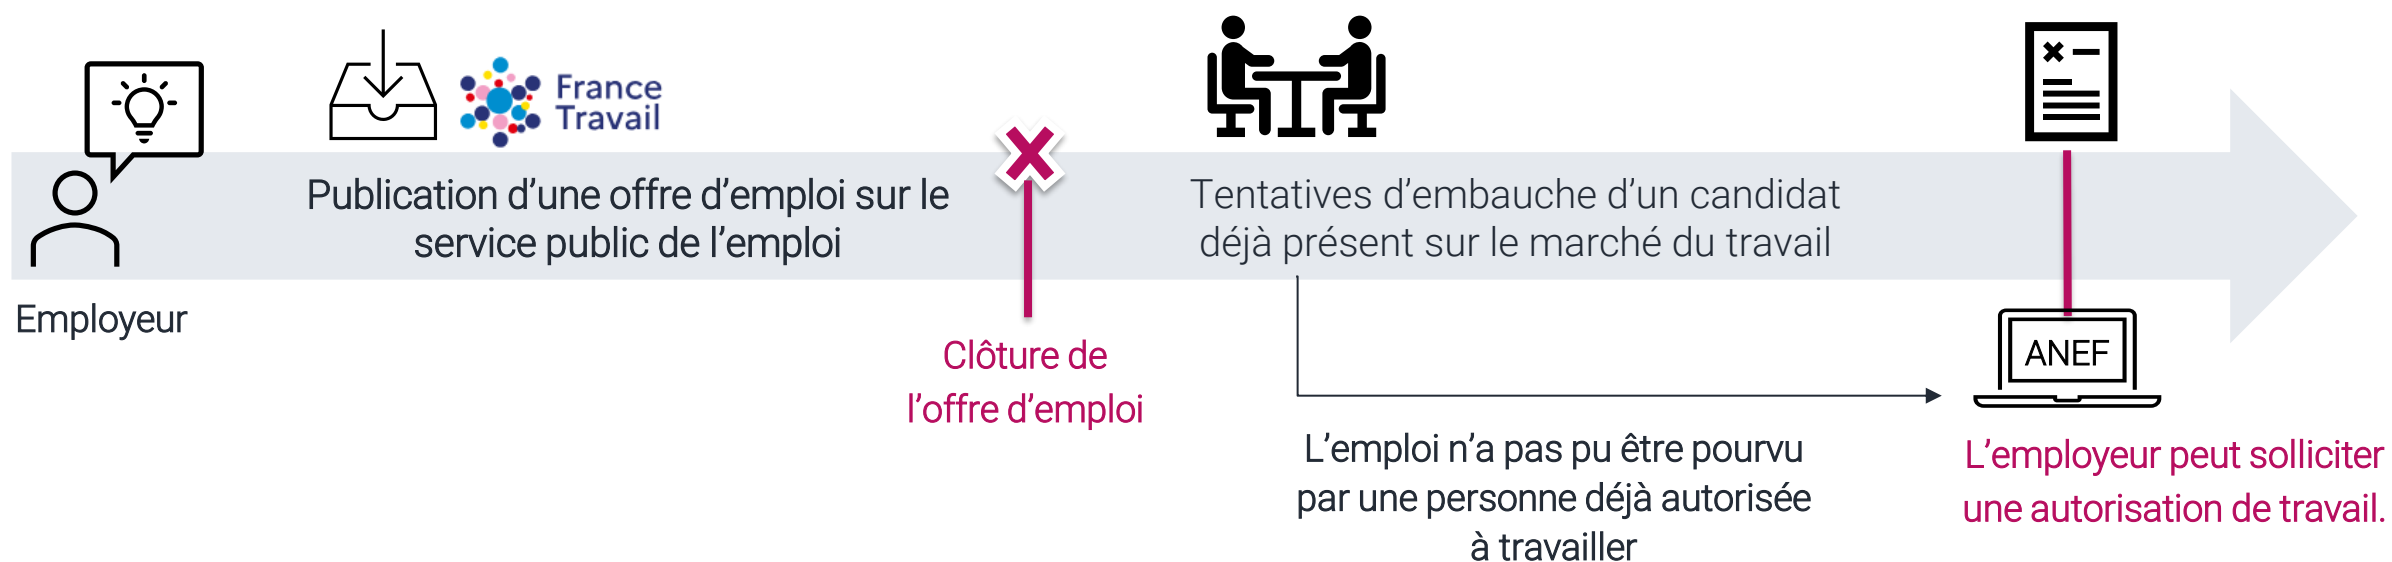 France
Travail
Publication d’une offre d’emploi sur le
service public de l’emploi
Tentatives d’embauche d’un candidat
déjà présent sur le marché du travail
Employeur
Clôture de
l’offre d’emploi
ANEF
L’emploi n’a pas pu être pourvu
par une personne déjà autorisée
à travailler
L’employeur peut solliciter
une autorisation de travail.